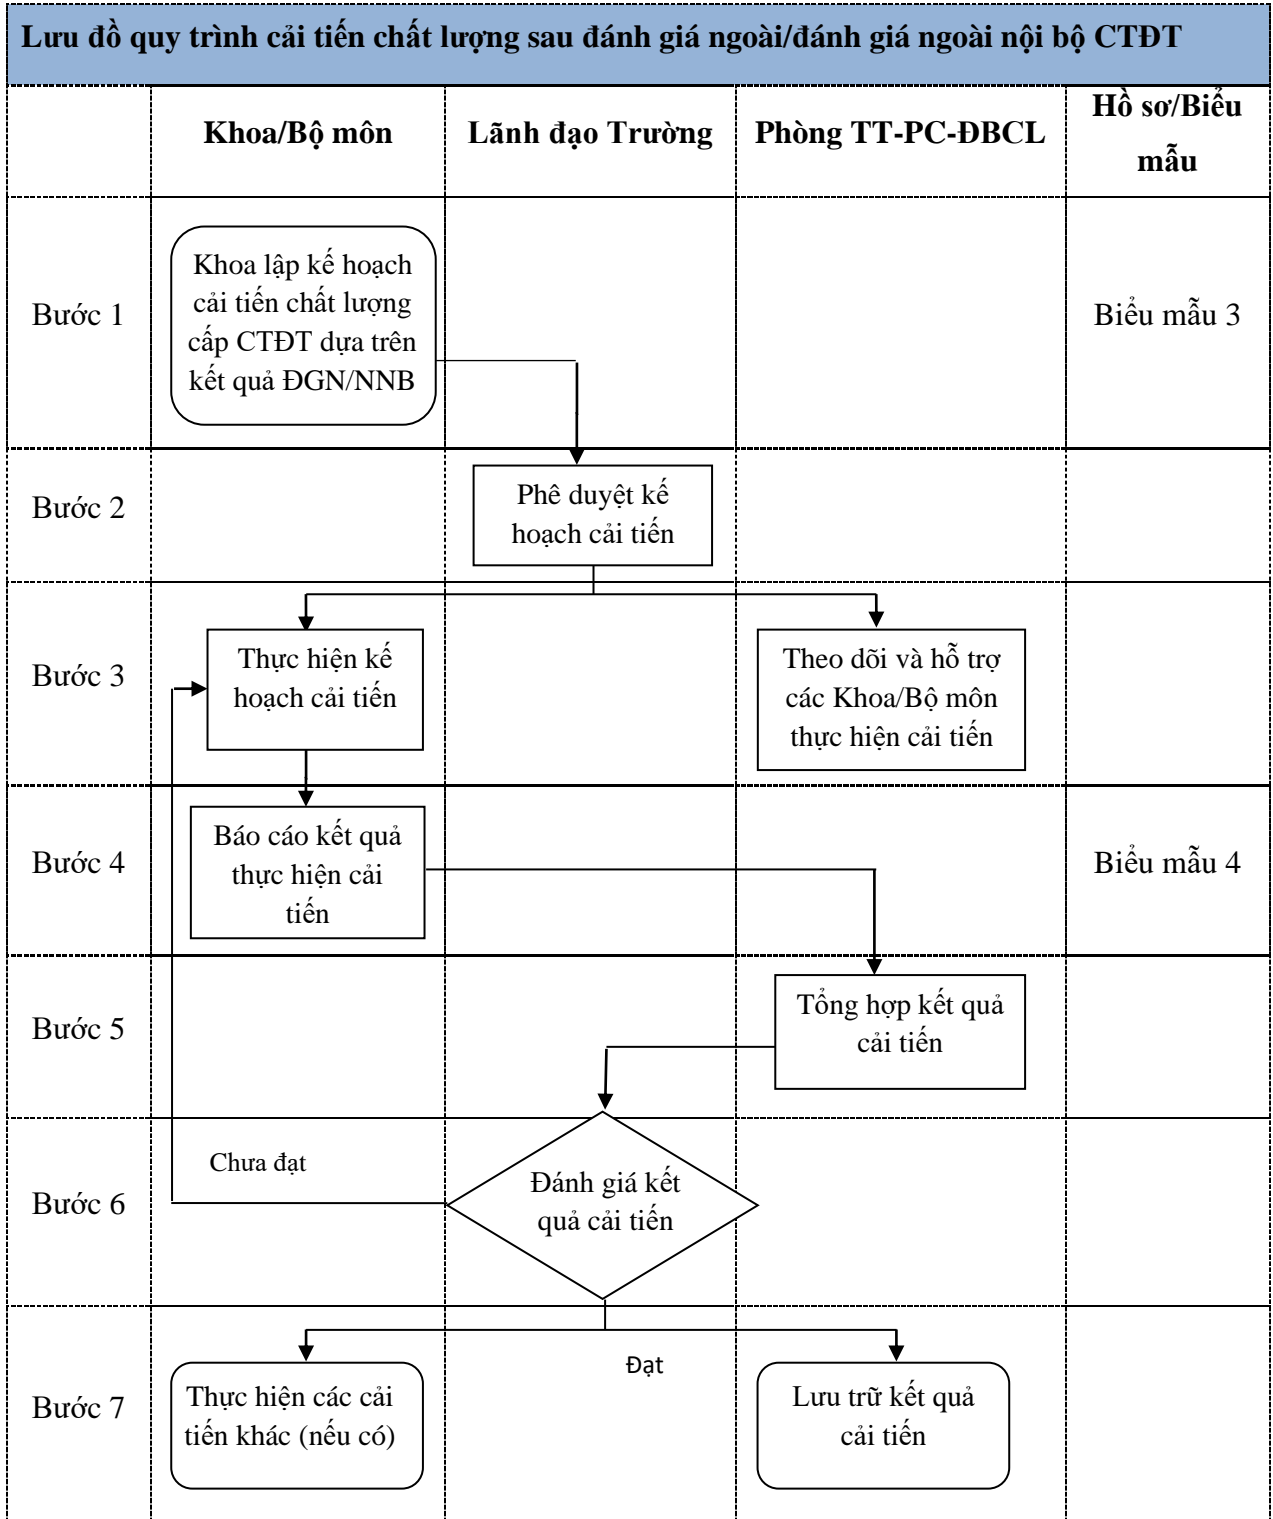 Lưu đồ quy trình cải tiến chất lượng sau đánh giá ngoài/đánh giá ngoài nội bộ CTĐT
Khoa/Bộ môn
Lãnh đạo Trường
Phòng TT-PC-ĐBCL
Hồ sơ/Biểu
mẫu
Bước 1
Khoa lập kế hoạch
cải tiến chất lượng
cấp CTĐT dựa trên
kết quả ĐGN/NNB
Biểu mẫu 3
Bước 2
Phê duyệt kế
hoạch cải tiến
Bước 3
Thực hiện kế
hoạch cải tiến
Theo dõi và hỗ trợ
các Khoa/Bộ môn
thực hiện cải tiến
Bước 4
Báo cáo kết quả
thực hiện cải
tiến
Biểu mẫu 4
Bước 5
Tổng hợp kết quả
cải tiến
Bước 6
Chưa đạt
Đánh giá kết
quả cải tiến
Bước 7
Thực hiện các cải
tiến khác (nếu có)
Đạt
Lưu trữ kết quả
cải tiến